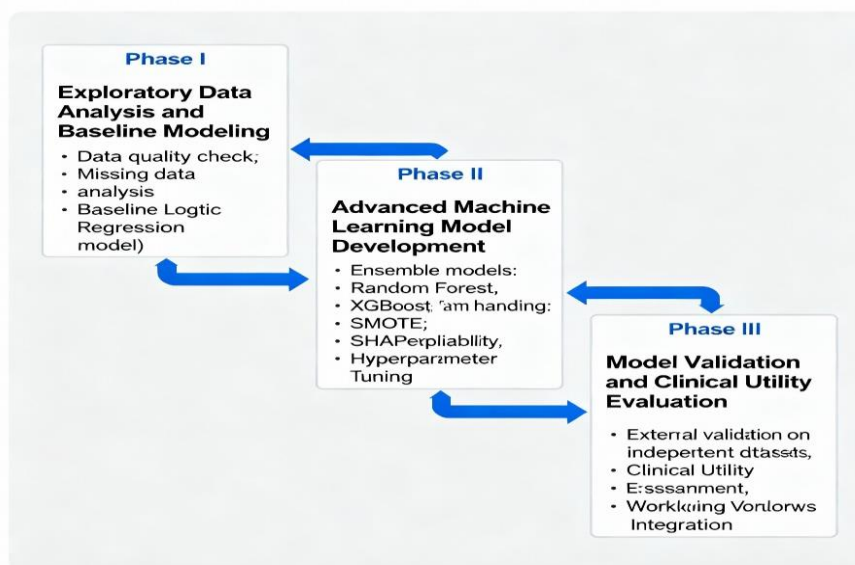 Phase I
Exploratory Data
Analysis and
Baseline Modeling
• Data quality check;
• Missing data
• analysis
• Baseline Logtic
Regression
model)
Phase II
Advanced Machine
Learning Model
Development
• Ensemble models:
• Random Forest,
• XGBoost, handing:
• SMOTE;
•
• Hyperparameter
Tuning
Phase III
Model Validation
and Clinical Utility
Evaluation
• External validation on
indepertent
• Clinical Utility
•
•
Integration